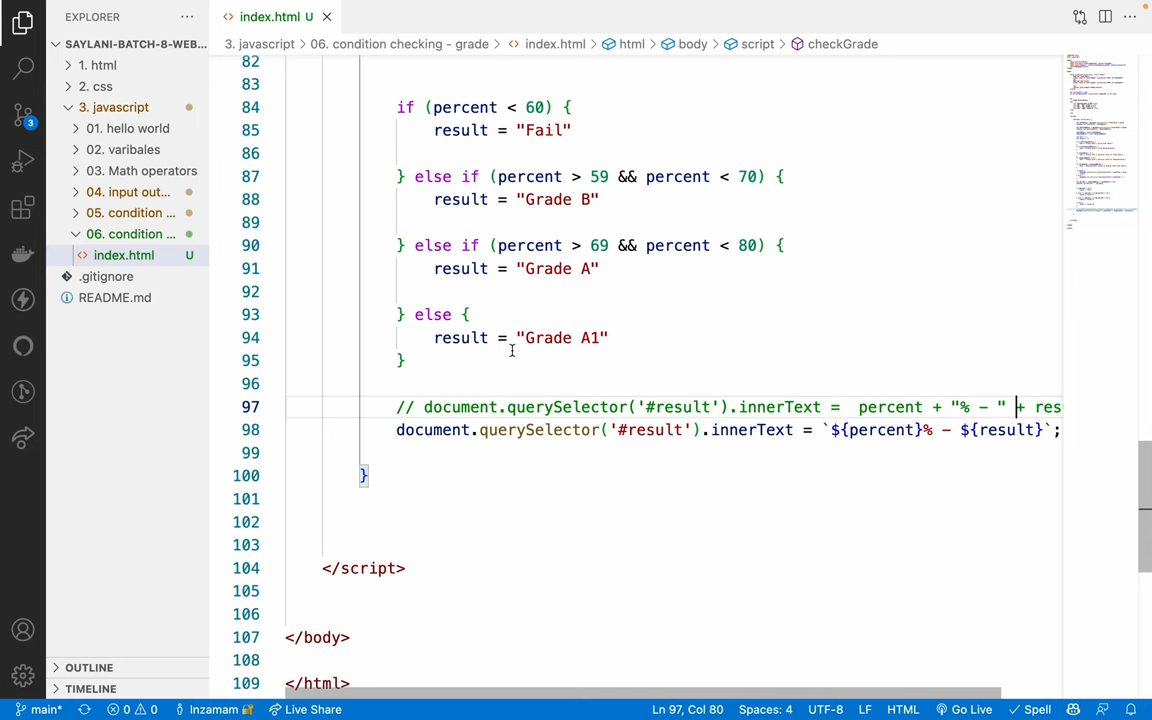 EXPLORER
index.html U
SAYLANI-BATCH-8-WEB...
3. javascript > 06. condition checking - grade > index.html > html > body > script > checkGrade
1. html
2. css
3. javascript
01. hello world
02. varibales
03. Math operators
04. input out...
05. condition ...
06. condition ...
index.html U
.gitignore
README.md
3
82
83
84 if (percent < 60) {
85 result = "Fail"
86
87 } else if (percent > 59 && percent < 70) {
88 result = "Grade B"
89
90 } else if (percent > 69 && percent < 80) {
91 result = "Grade A"
92
93 } else {
94 result = "Grade A1"
95 }
96
97 // document.querySelector('#result').innerText =  percent + "% - " + res
98 document.querySelector('#result').innerText = `${percent}% - ${result}`;
99
100 }
101
102
103
104 </script>
105
106
107 </body>
108
109 </html>
OUTLINE
TIMELINE
main* 0 0 Inzamam Live Share Ln 97, Col 80 Spaces: 4 UTF-8 LF HTML Go Live Spell